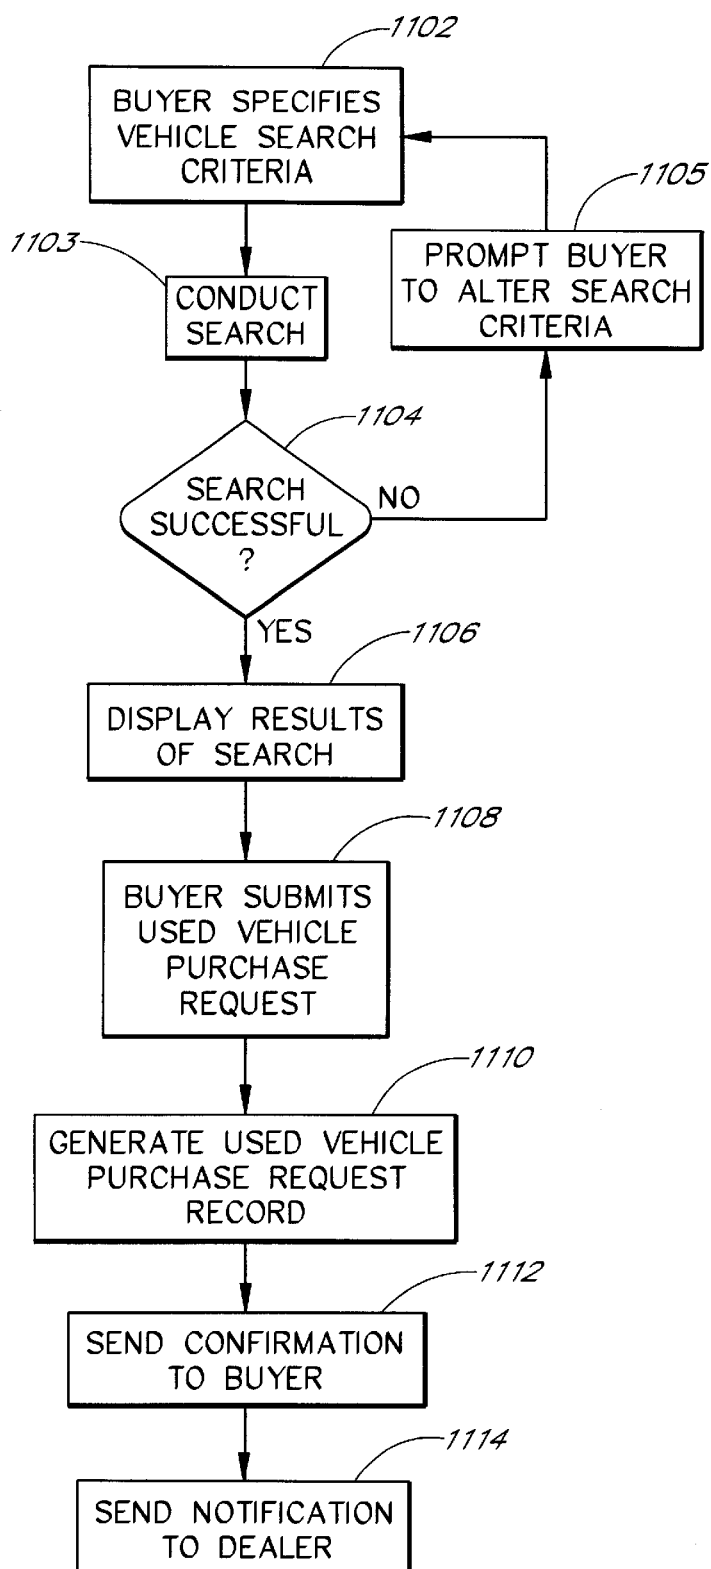 1102
BUYER SPECIFIES
VEHICLE SEARCH
CRITERIA
1105
PROMPT BUYER
TO ALTER SEARCH
CRITERIA
1103
CONDUCT
SEARCH
1104
SEARCH
SUCCESSFUL
?
NO
YES
1106
DISPLAY RESULTS
OF SEARCH
1108
BUYER SUBMITS
USED VEHICLE
PURCHASE
REQUEST
1110
GENERATE USED VEHICLE
PURCHASE REQUEST
RECORD
1112
SEND CONFIRMATION
TO BUYER
1114
SEND NOTIFICATION
TO DEALER